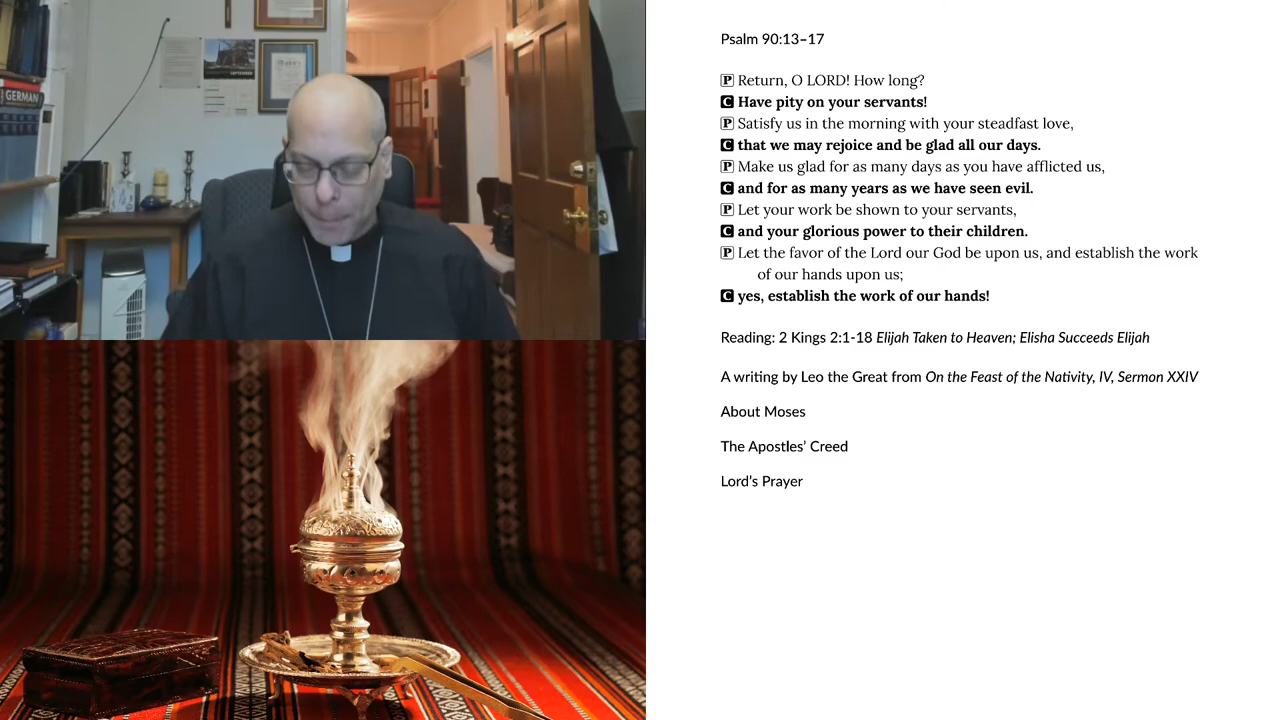 GERMAN
SEPTEMBER
Psalm 90:13–17
P Return, O LORD! How long?
C Have pity on your servants!
P Satisfy us in the morning with your steadfast love,
C that we may rejoice and be glad all our days.
P Make us glad for as many days as you have afflicted us,
C and for as many years as we have seen evil.
P Let your work be shown to your servants,
C and your glorious power to their children.
P Let the favor of the Lord our God be upon us, and establish the work
of our hands upon us;
C yes, establish the work of our hands!
Reading: 2 Kings 2:1-18 Elijah Taken to Heaven; Elisha Succeeds Elijah
A writing by Leo the Great from On the Feast of the Nativity, IV, Sermon XXIV
About Moses
The Apostles' Creed
Lord's Prayer